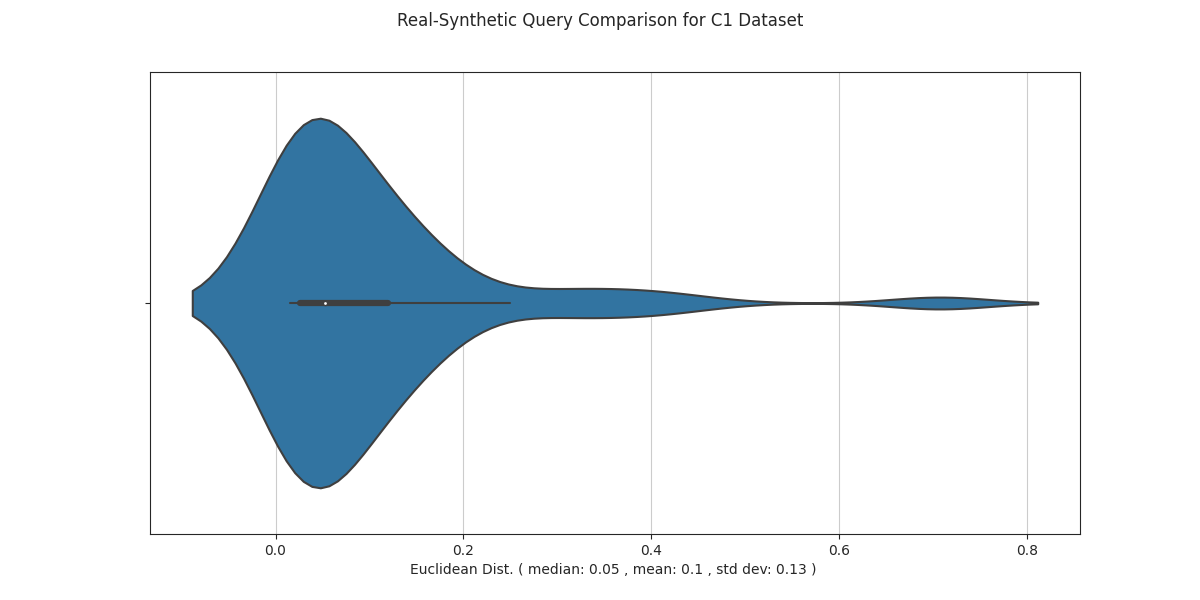 Real-Synthetic Query Comparison for C1 Dataset
0.0 0.2 0.4 0.6 0.8
Euclidean Dist. ( median: 0.05 , mean: 0.1 , std dev: 0.13 )